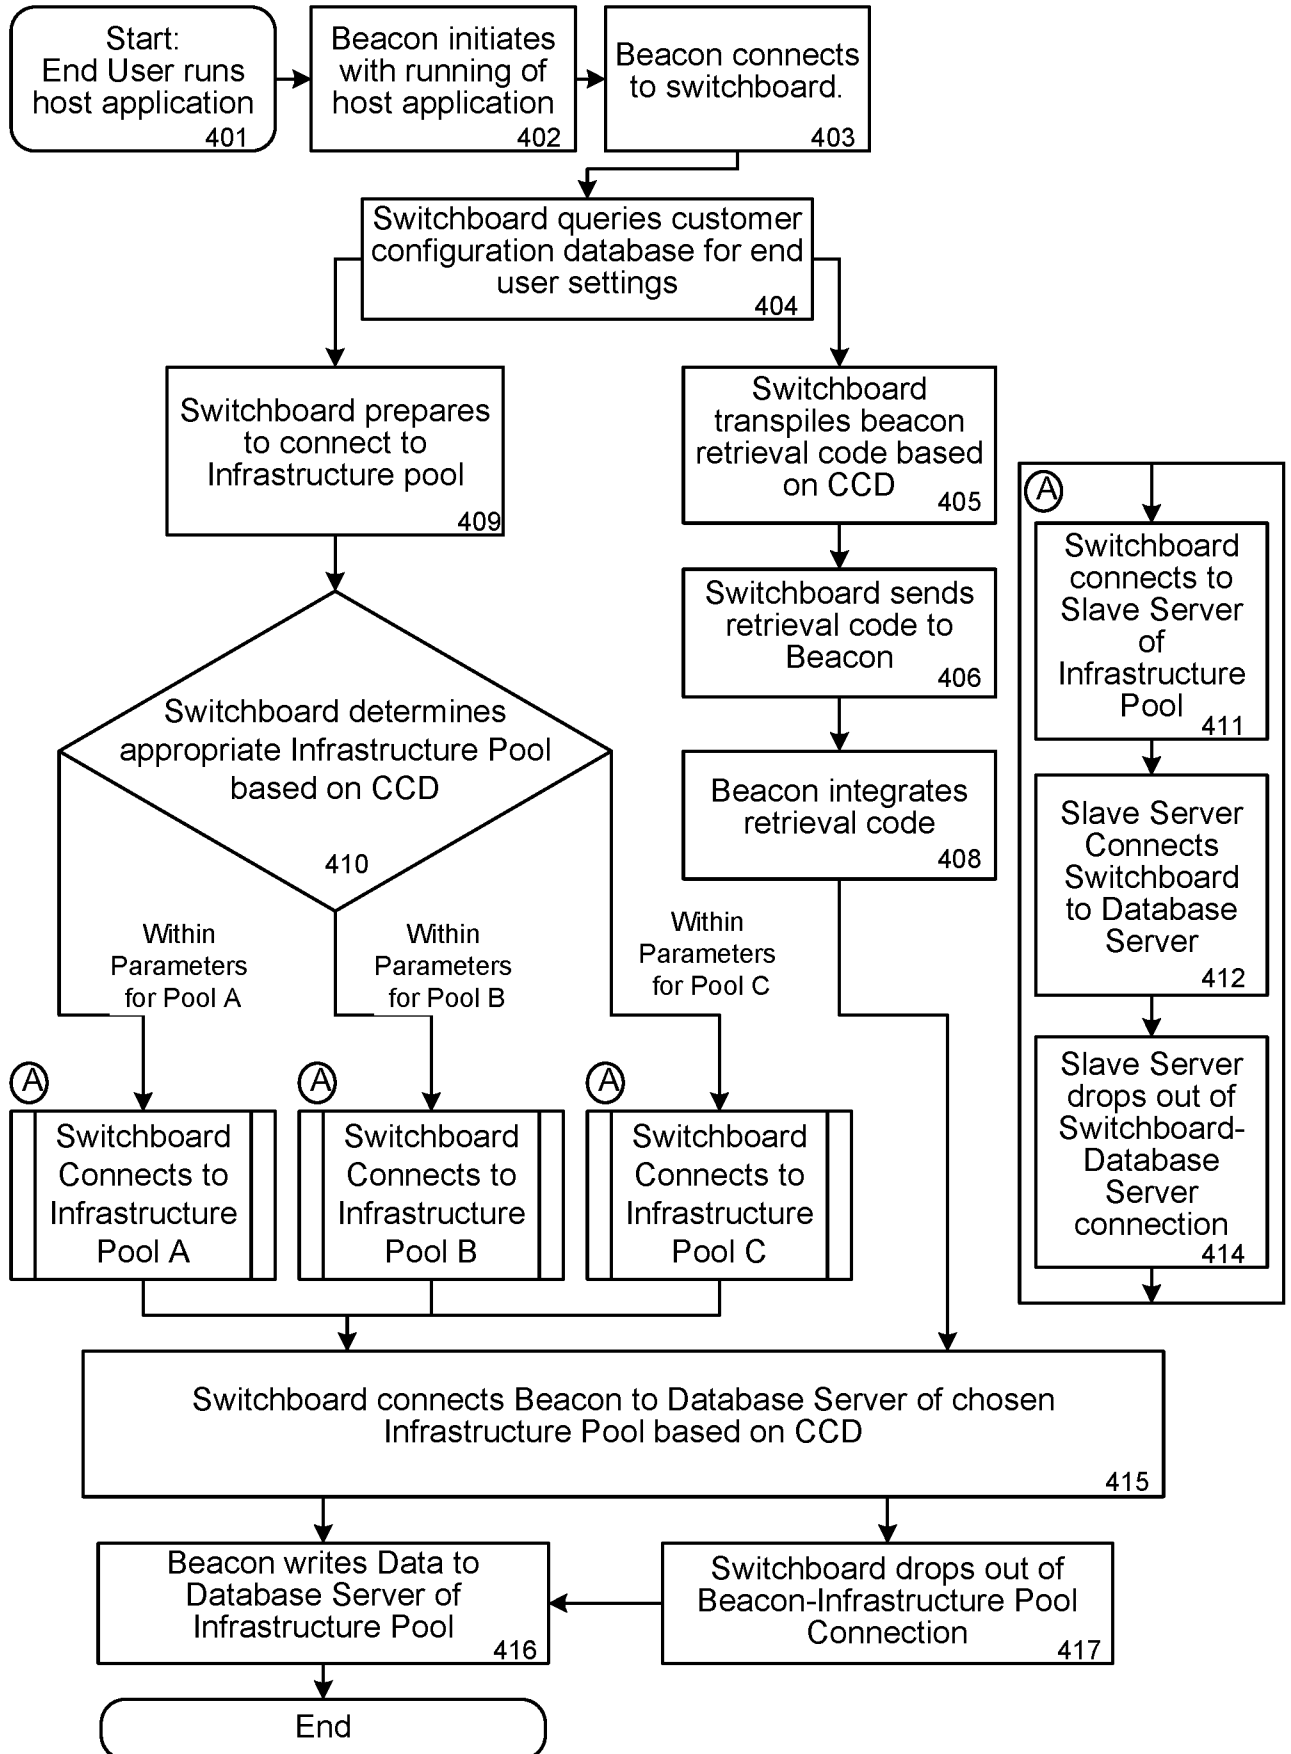 Start:
End User runs
host application
401
Beacon initiates
with running of
host application
402
Beacon connects
to switchboard.
403
Switchboard queries customer
configuration database for end
user settings
404
Switchboard prepares
to connect to
Infrastructure pool
409
Switchboard
transpiles beacon
retrieval code based
on CCD
405
Switchboard sends
retrieval code to
Beacon
406
Beacon integrates
retrieval code
408
Switchboard determines
appropriate Infrastructure Pool
based on CCD
410
Within
Parameters
for Pool A
Within
Parameters
for Pool B
Within
Parameters
for Pool C
A
Switchboard
Connects to
Infrastructure
Pool A
A
Switchboard
Connects to
Infrastructure
Pool B
A
Switchboard
Connects to
Infrastructure
Pool C
A
Switchboard
connects to
Slave Server
of
Infrastructure
Pool
411
Slave Server
Connects
Switchboard
to Database
Server
412
Slave Server
drops out of
Switchboard-
Database
Server
connection
414
Switchboard connects Beacon to Database Server of chosen
Infrastructure Pool based on CCD
415
Beacon writes Data to
Database Server of
Infrastructure Pool
416
Switchboard drops out of
Beacon-Infrastructure Pool
Connection
417
End